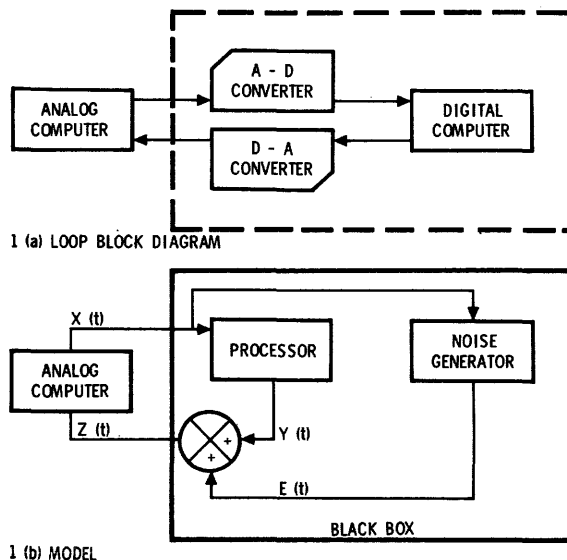 A - D
CONVERTER
ANALOG
COMPUTER
DIGITAL
COMPUTER
D - A
CONVERTER
1 (a) LOOP BLOCK DIAGRAM
X (t)
PROCESSOR
NOISE
GENERATOR
ANALOG
COMPUTER
Z (t)
+
+
Y (t)
E (t)
BLACK BOX
1 (b) MODEL